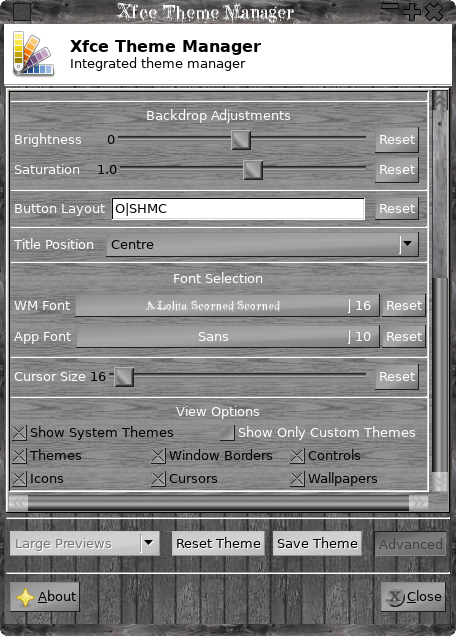 Xfce Theme Manager
Xfce Theme Manager
Integrated theme manager
Backdrop Adjustments
Brightness 0 Reset
Saturation 1.0 Reset
Button Layout O|SHMC Reset
Title Position Centre
Font Selection
WM Font A Lolita Scorned Scorned 16 Reset
App Font Sans 10 Reset
Cursor Size 16 Reset
View Options
Show System Themes Show Only Custom Themes
Themes Window Borders Controls
Icons Cursors Wallpapers
Large Previews Reset Theme Save Theme Advanced
About Close